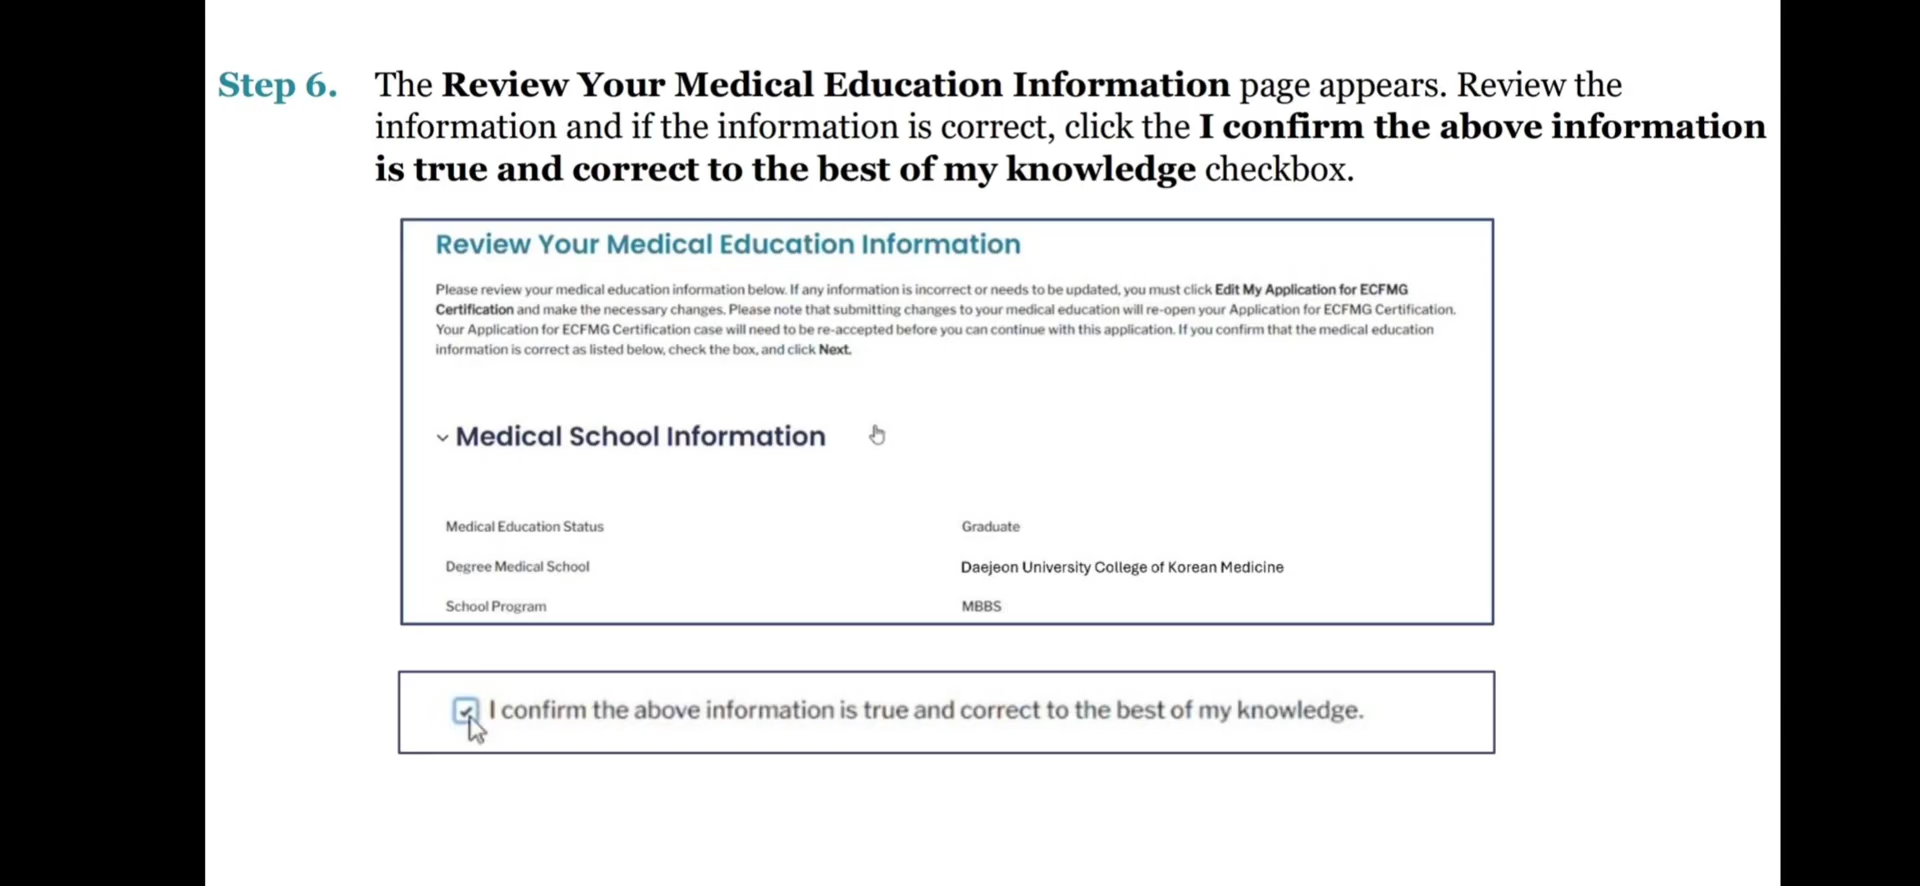 Step 6. The Review Your Medical Education Information page appears. Review the
information and if the information is correct, click the I confirm the above information
is true and correct to the best of my knowledge checkbox.
Review Your Medical Education Information
Please review your medical education information below. If any information is incorrect or needs to be updated, you must click Edit My Application for ECFMG
Certification and make the necessary changes. Please note that submitting changes to your medical education will re-open your Application for ECFMG Certification.
Your Application for ECFMG Certification case will need to be re-accepted before you can continue with this application. If you confirm that the medical education
information is correct as listed below, check the box, and click Next.
Medical School Information
Medical Education Status Graduate
Degree Medical School Daejeon University College of Korean Medicine
School Program MBBS
I confirm the above information is true and correct to the best of my knowledge.